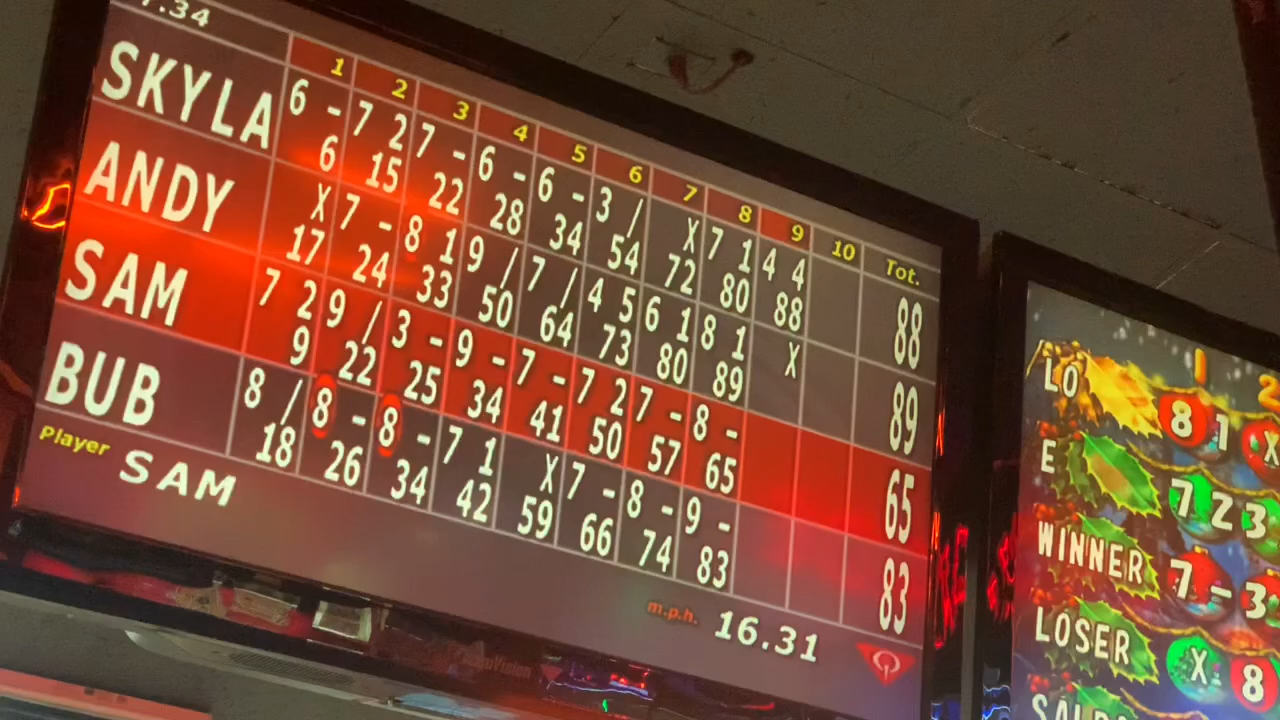 7.34
1 2 3 4 5 6 7 8 9 10 Tot.
SKYLA 6 - 7 2 7 - 6 - 6 - 3 / X 7 1 4 4
6 15 22 28 34 54 72 80 88 88
ANDY X 7 - 8 1 9 / 7 / 4 5 6 1 8 1 X
17 24 33 50 64 73 80 89 89
SAM 7 2 9 / 3 - 9 - 7 - 7 2 7 - 8 -
9 22 25 34 41 50 57 65 65
BUB 8 / 8 - 8 - 7 1 X 7 - 8 - 9 -
18 26 34 42 59 66 74 83 83
Player SAM
m.p.h. 16.31
1 2
LO 8 1 X
E 7 2 3
WINNER 7 - 3
LOSER X 8